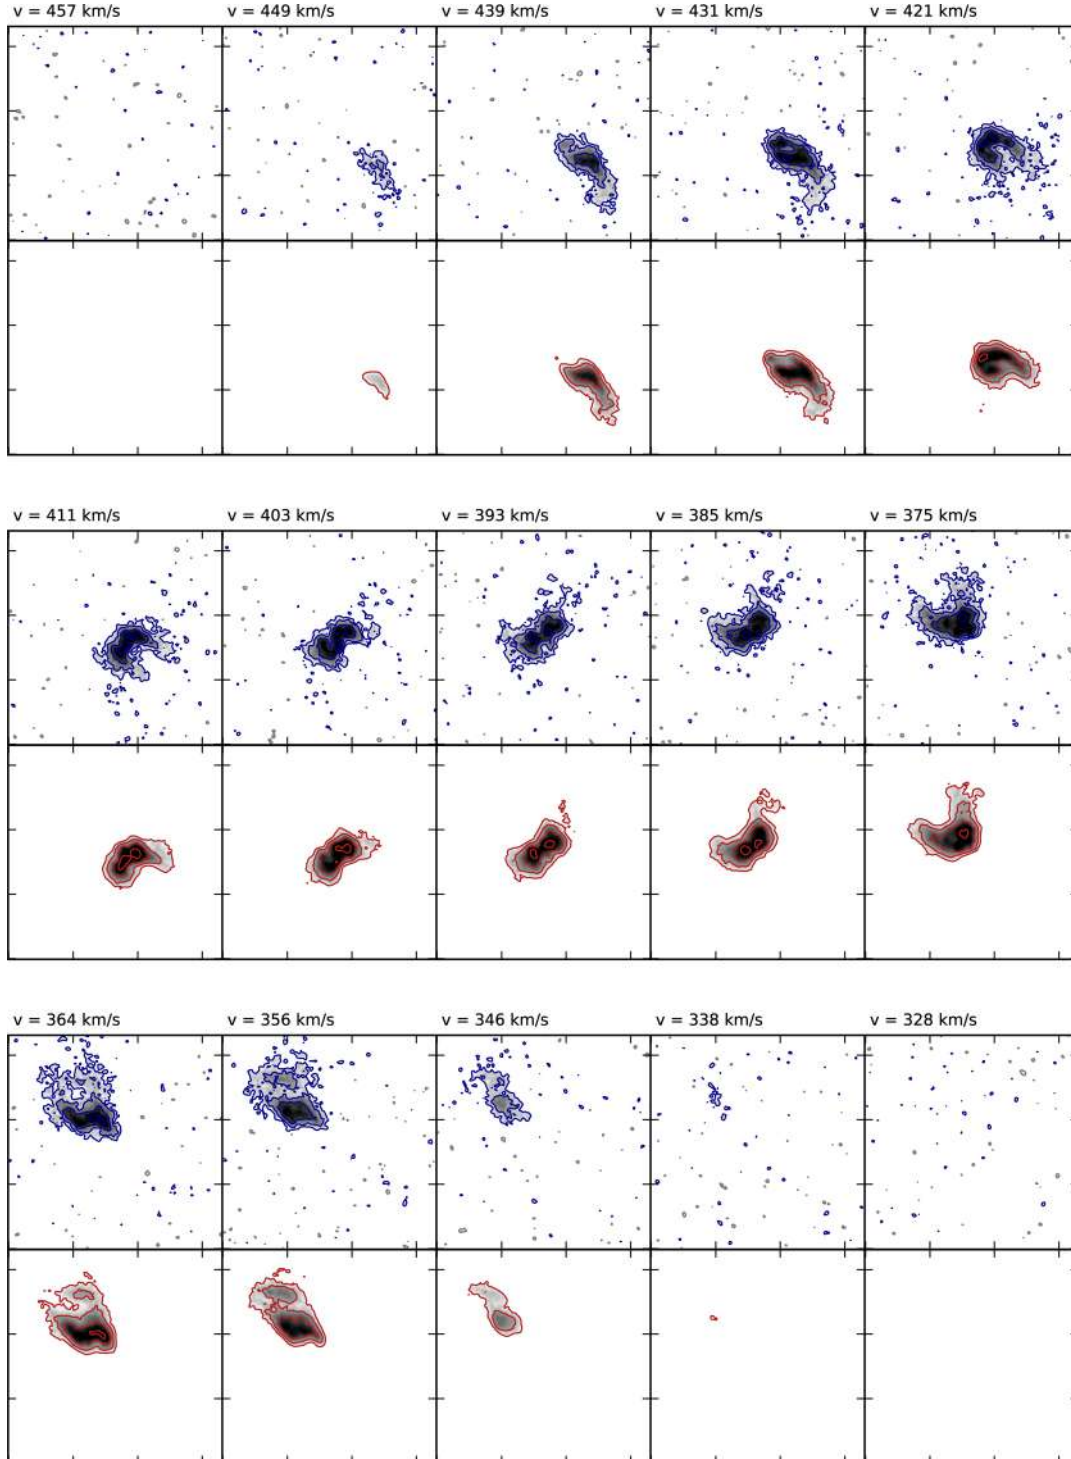 v = 457 km/s
v = 449 km/s
v = 439 km/s
v = 431 km/s
v = 421 km/s
v = 411 km/s
v = 403 km/s
v = 393 km/s
v = 385 km/s
v = 375 km/s
v = 364 km/s
v = 356 km/s
v = 346 km/s
v = 338 km/s
v = 328 km/s